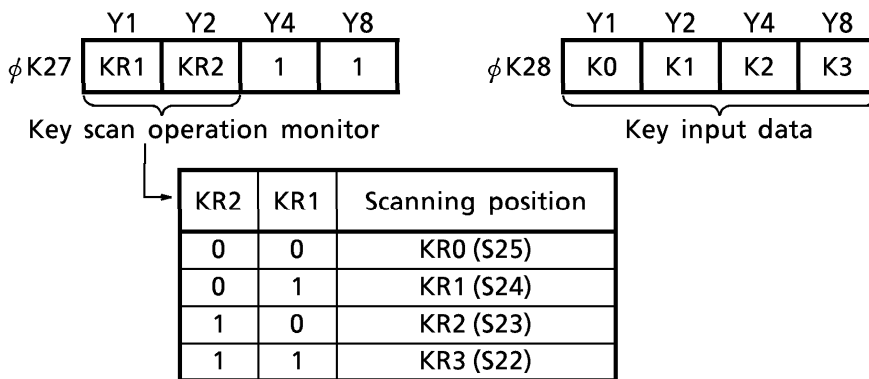 Y1 Y2 Y4 Y8 Y1 Y2 Y4 Y8
ϕK27 KR1 KR2 1 1 ϕK28 K0 K1 K2 K3
Key scan operation monitor Key input data
KR2 KR1 Scanning position
0 0 KR0 (S25)
0 1 KR1 (S24)
1 0 KR2 (S23)
1 1 KR3 (S22)